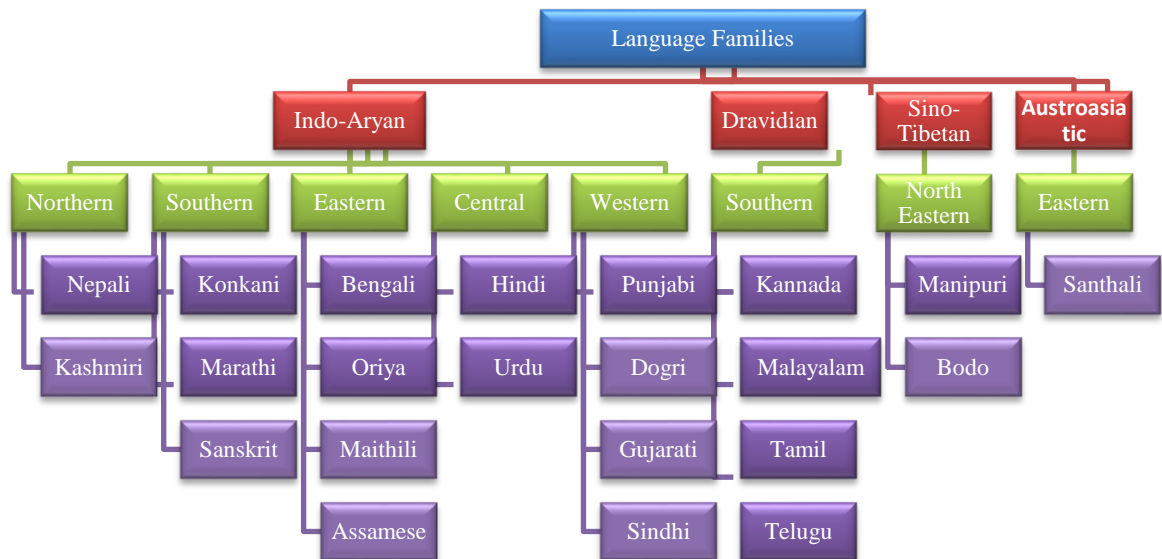 Language Families
Indo-Aryan
Dravidian
Sino-
Tibetan
Austroasia
tic
Northern
Southern
Eastern
Central
Western
Southern
North
Eastern
Eastern
Nepali
Konkani
Bengali
Hindi
Punjabi
Kannada
Manipuri
Santhali
Kashmiri
Marathi
Oriya
Urdu
Dogri
Malayalam
Bodo
Sanskrit
Maithili
Gujarati
Tamil
Assamese
Sindhi
Telugu